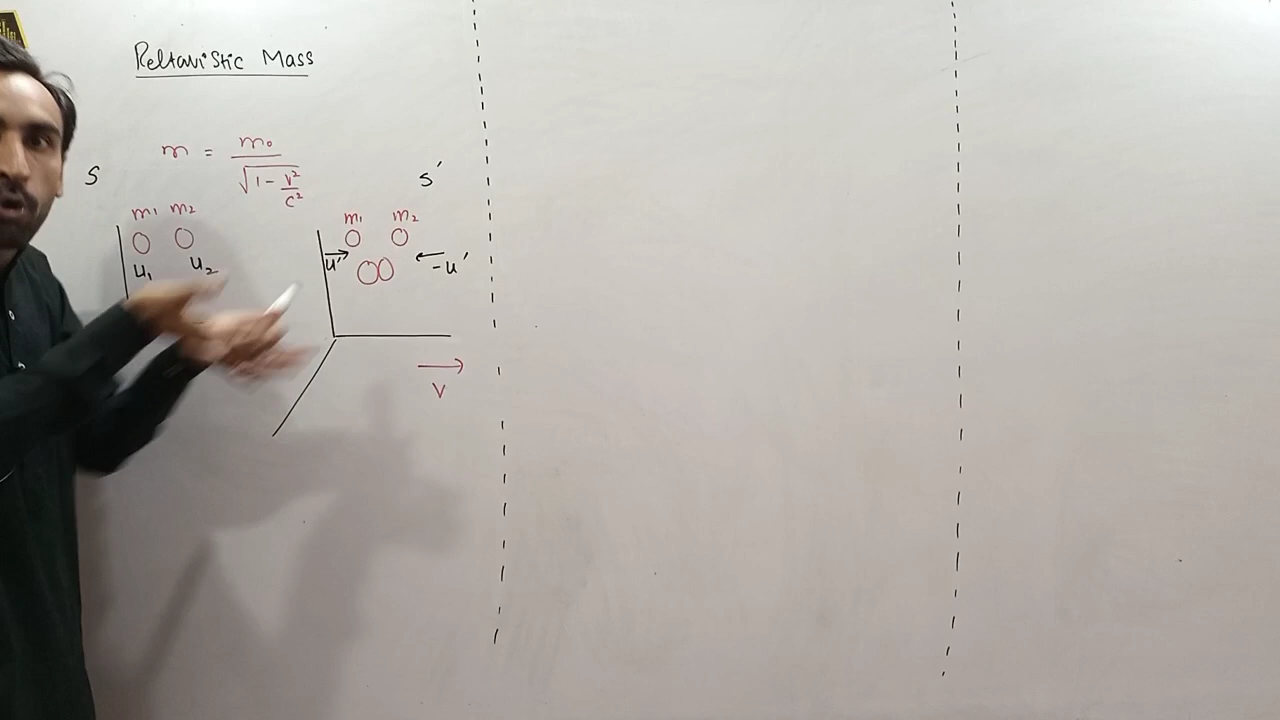 Reltavistic Mass
m = m₀ / √(1 - v²/c²)
S
S'
m₁ m₂
m₁ m₂
u₁ u₂
u' -u'
v